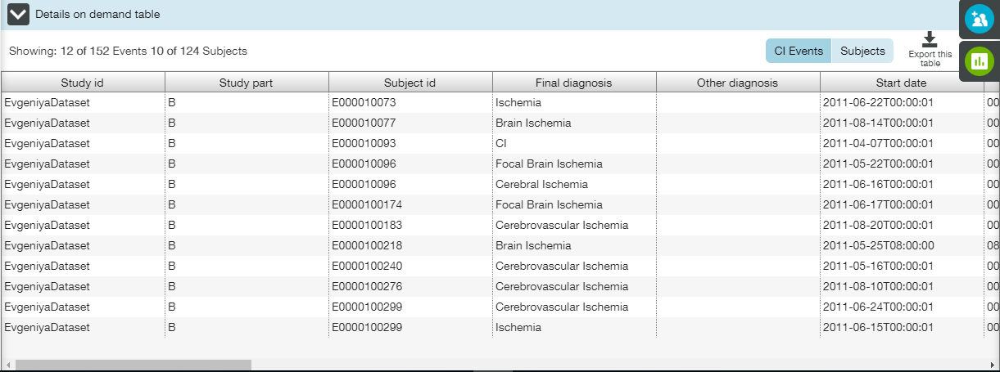 Details on demand table
Showing: 12 of 152 Events 10 of 124 Subjects
CI Events Subjects
Export this
table
Study id Study part Subject id Final diagnosis Other diagnosis Start date
EvgeniyaDataset B E000010073 Ischemia 2011-06-22T00:00:01 00
EvgeniyaDataset B E000010077 Brain Ischemia 2011-08-14T00:00:01 00
EvgeniyaDataset B E000010093 CI 2011-04-07T00:00:01 00
EvgeniyaDataset B E000010096 Focal Brain Ischemia 2011-05-22T00:00:01 00
EvgeniyaDataset B E000010096 Cerebral Ischemia 2011-06-16T00:00:01 00
EvgeniyaDataset B E0000100174 Focal Brain Ischemia 2011-06-17T00:00:01 00
EvgeniyaDataset B E0000100183 Cerebrovascular Ischemia 2011-08-20T00:00:01 00
EvgeniyaDataset B E0000100218 Brain Ischemia 2011-05-25T08:00:00 08
EvgeniyaDataset B E0000100240 Cerebrovascular Ischemia 2011-05-16T00:00:01 00
EvgeniyaDataset B E0000100276 Cerebrovascular Ischemia 2011-08-10T00:00:01 00
EvgeniyaDataset B E0000100299 Cerebrovascular Ischemia 2011-06-24T00:00:01 00
EvgeniyaDataset B E0000100299 Ischemia 2011-06-15T00:00:01 00